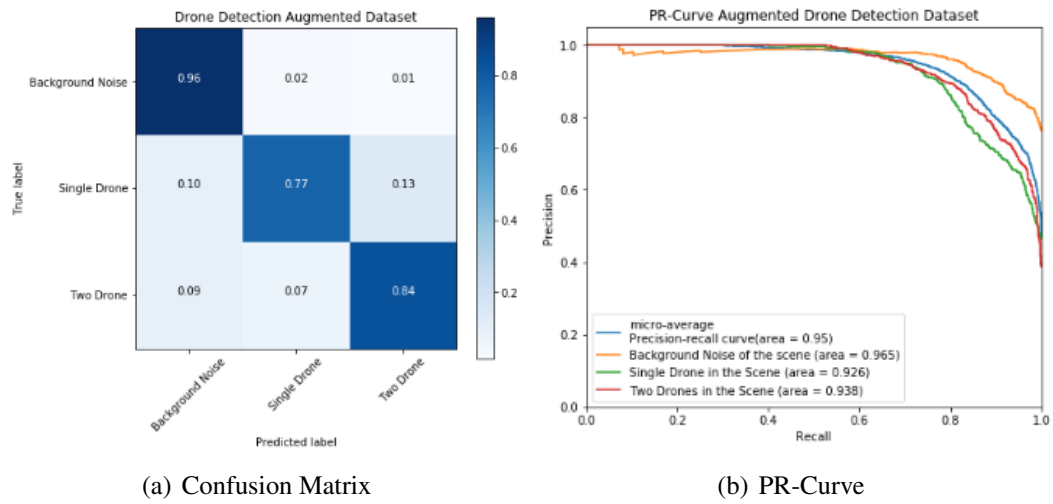 Drone Detection Augmented Dataset
True label
Background Noise
Single Drone
Two Drone
0.96 0.02 0.01
0.10 0.77 0.13
0.09 0.07 0.84
Background Noise
Single Drone
Two Drone
Predicted label
0.8
0.6
0.4
0.2
(a) Confusion Matrix
PR-Curve Augmented Drone Detection Dataset
Precision
1.0
0.8
0.6
0.4
0.2
0.0
micro-average
Precision-recall curve(area = 0.95)
Background Noise of the scene (area = 0.965)
Single Drone in the Scene (area = 0.926)
Two Drones in the Scene (area = 0.938)
0.0 0.2 0.4 0.6 0.8 1.0
Recall
(b) PR-Curve